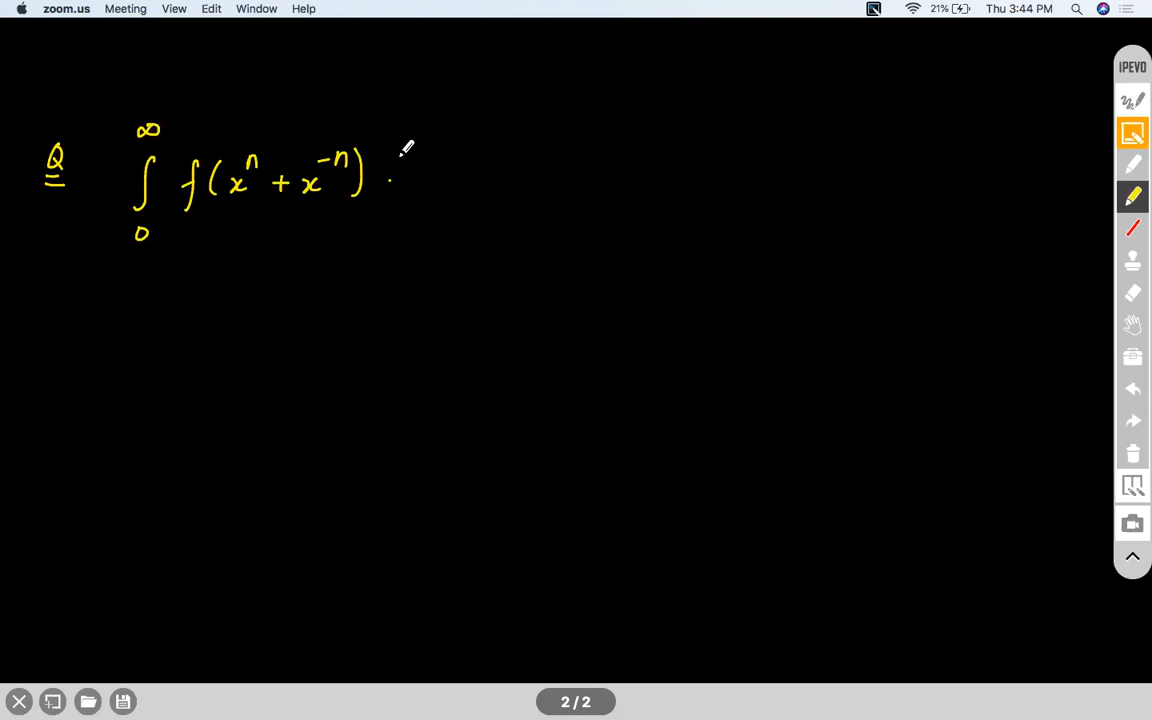 zoom.us Meeting View Edit Window Help 21% Thu 3:44 PM
IPEVO
Q ∫₀^∞ f(x^n + x^-n) .
2/2